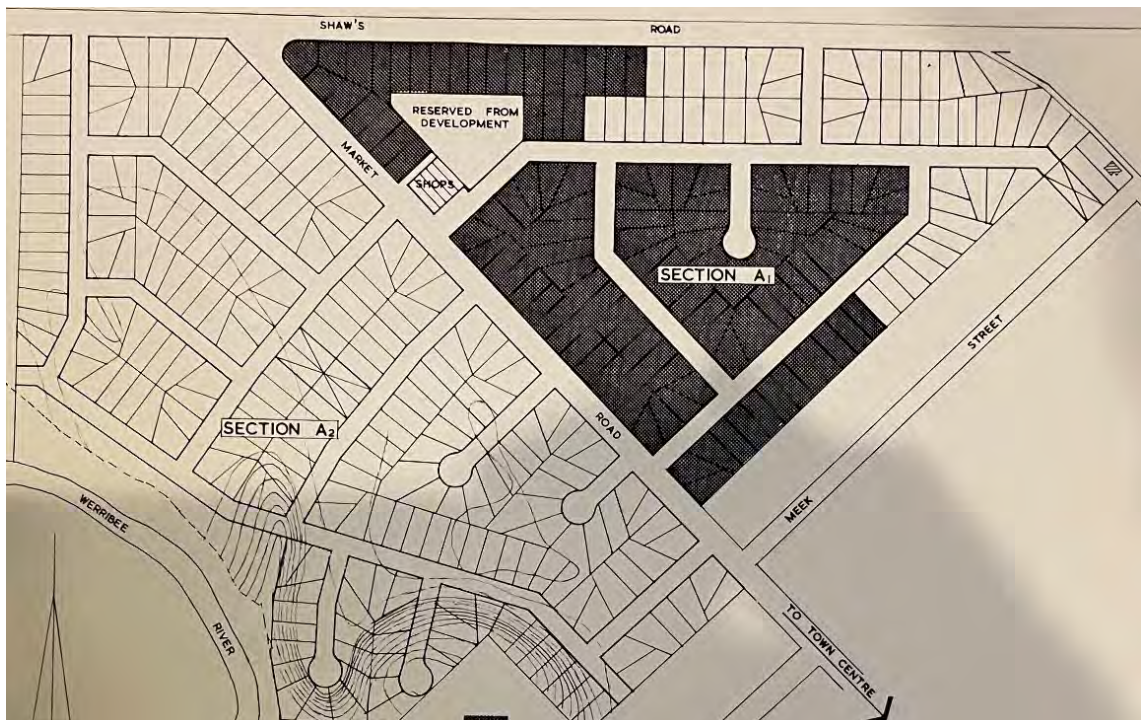 SHAW'S ROAD
RESERVED FROM
DEVELOPMENT
MARKET
SHOPS
SECTION A1
STREET
ROAD
SECTION A2
WERRIBEE
MEEK
RIVER
TO TOWN CENTRE